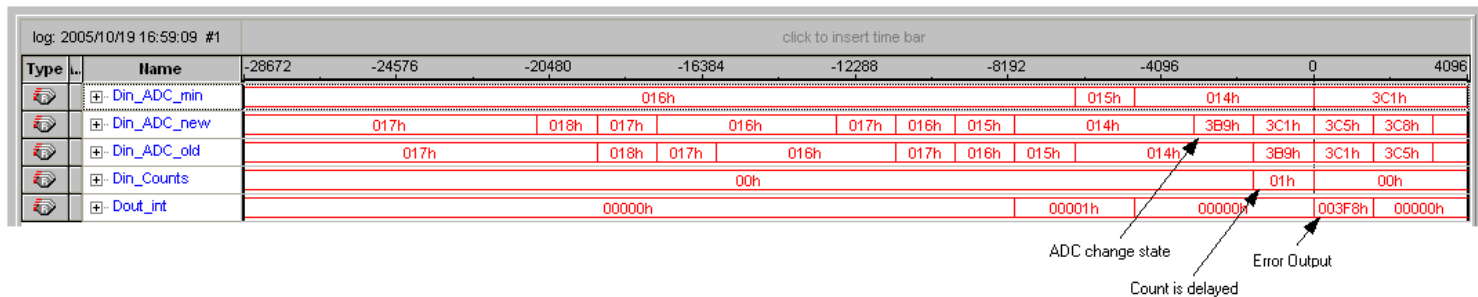 log: 2005/10/19 16:59:09 #1 click to insert time bar
Type Name -28672 -24576 -20480 -16384 -12288 -8192 -4096 0 4096
Din_ADC_min 016h 015h 014h 3C1h
Din_ADC_new 017h 018h 017h 016h 017h 016h 015h 014h 3B9h 3C1h 3C5h 3C8h
Din_ADC_old 017h 018h 017h 016h 017h 016h 015h 014h 3B9h 3C1h 3C5h
Din_Counts 00h 01h 00h
Dout_int 00000h 00001h 00000h 003F8h 00000h
ADC change state
Error Output
Count is delayed